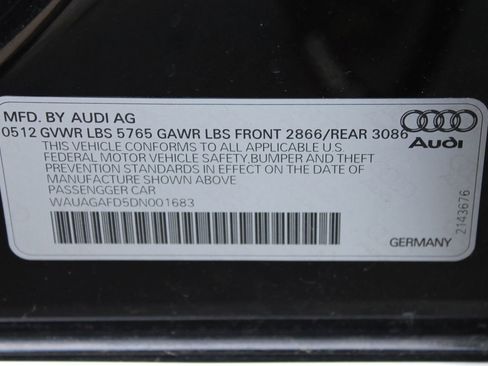 MFD. BY AUDI AG
0512 GVWR LBS 5765 GAWR LBS FRONT 2866/REAR 3086
THIS VEHICLE CONFORMS TO ALL APPLICABLE U.S.
FEDERAL MOTOR VEHICLE SAFETY,BUMPER AND THEFT
PREVENTION STANDARDS IN EFFECT ON THE DATE OF
MANUFACTURE SHOWN ABOVE
PASSENGGER CAR
WAUAGAFD5DN001683
Audi
GERMANY
2143676